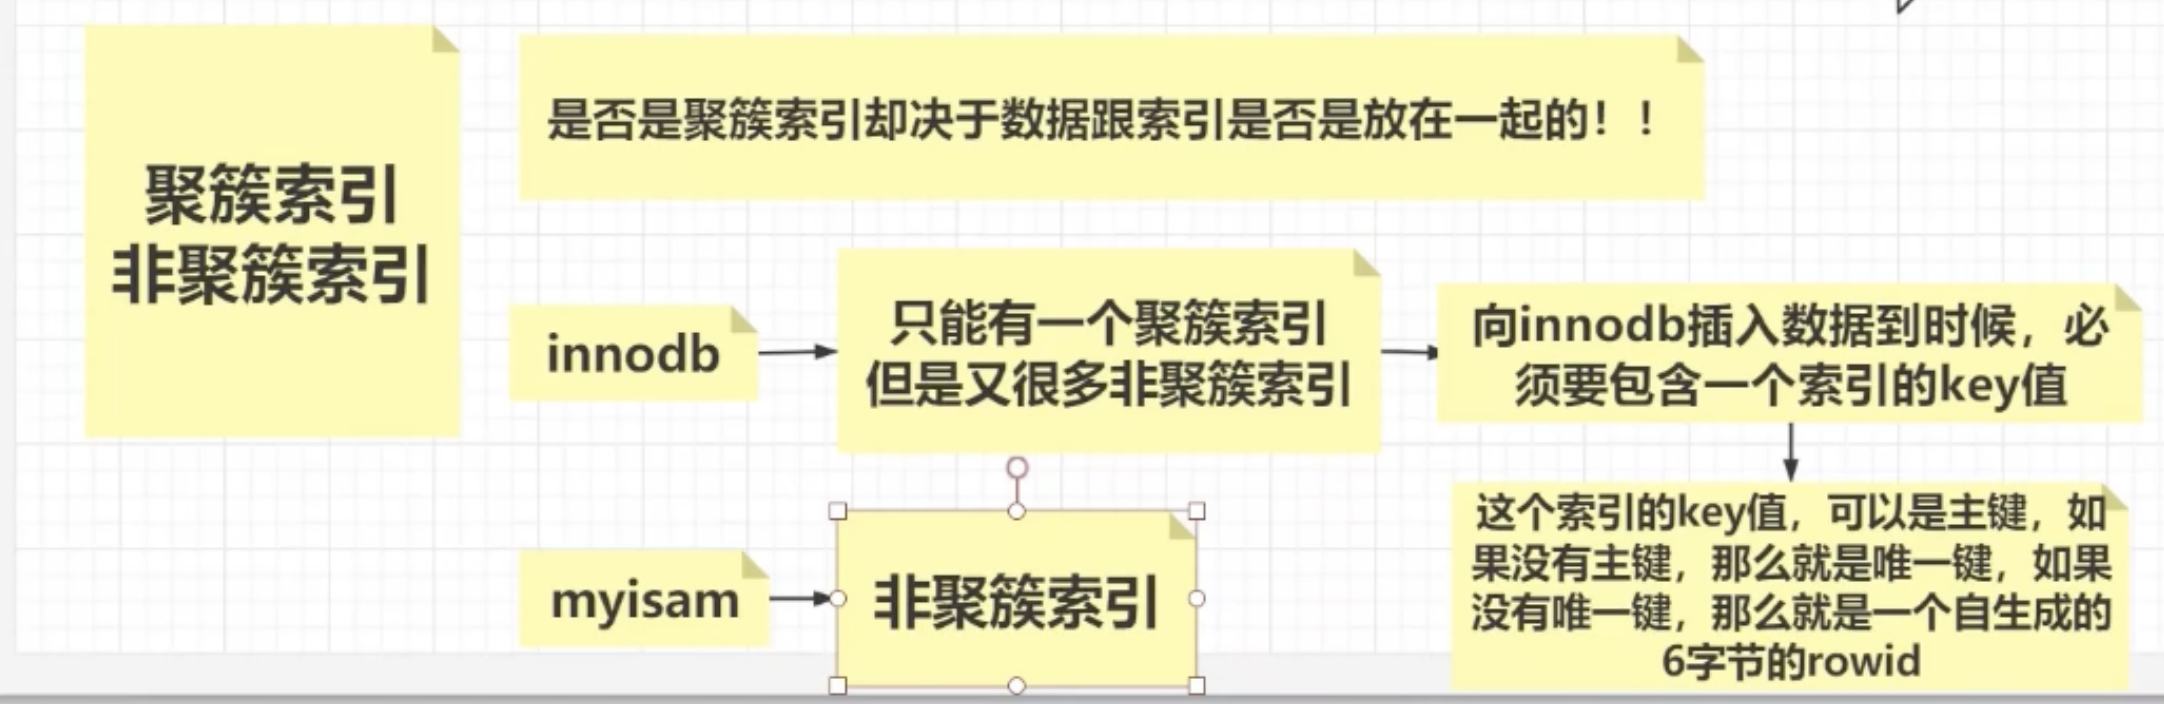 聚簇索引
非聚簇索引
是否是聚簇索引却决于数据跟索引是否是放在一起的！！
innodb
只能有一个聚簇索引
但是又很多非聚簇索引
向innodb插入数据到时候，必
须要包含一个索引的key值
这个索引的key值，可以是主键，如
果没有主键，那么就是唯一键，如果
没有唯一键，那么就是一个自生成的
6字节的rowid
myisam
非聚簇索引